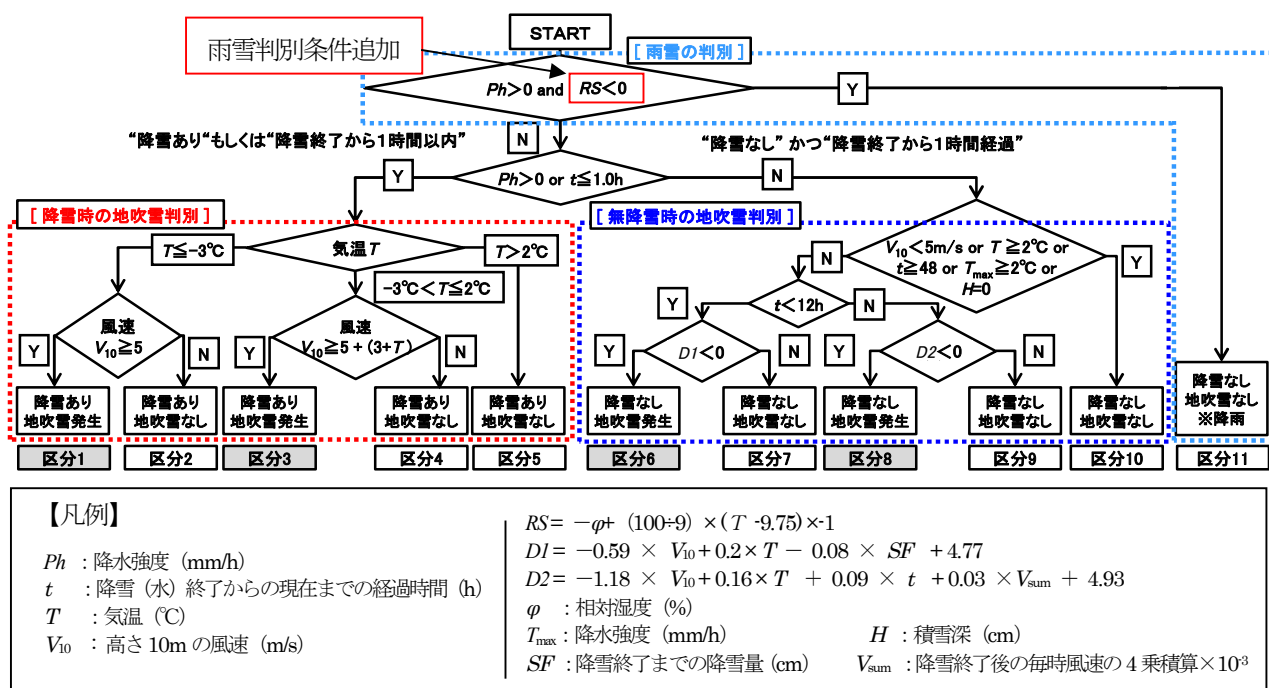 START
雨雪判別条件追加
[ 雨雪の判別 ]
Ph＞0 and RS＜0
Y
N
“降雪あり“もしくは“降雪終了から1時間以内”
“降雪なし” かつ“降雪終了から1時間経過”
Y
Ph＞0 or t≦1.0h
N
[ 降雪時の地吹雪判別 ]
[ 無降雪時の地吹雪判別 ]
T≦-3℃
気温T
T＞2℃
-3℃＜T≦2℃
V10＜5m/s or T≧2℃ or
t≧48 or Tmax≧2℃ or
H=0
N
Y
Y
t＜12h
N
風速
V10≧5
Y
N
風速
V10≧5 + (3+T)
Y
N
Y
D1＜0
N
Y
D2＜0
N
降雪あり
地吹雪発生
降雪あり
地吹雪なし
降雪あり
地吹雪発生
降雪あり
地吹雪なし
降雪あり
地吹雪なし
降雪なし
地吹雪発生
降雪なし
地吹雪なし
降雪なし
地吹雪発生
降雪なし
地吹雪なし
降雪なし
地吹雪なし
降雪なし
地吹雪なし
※降雨
区分1
区分2
区分3
区分4
区分5
区分6
区分7
区分8
区分9
区分10
区分11
【凡例】
Ph ：降水強度（mm/h）
t ：降雪（水）終了からの現在までの経過時間（h）
T ：気温（℃）
V10 ：高さ 10m の風速（m/s）
RS= －φ+ (100÷9) ×( T -9.75) ×-1
D1= －0.59 × V10＋0.2×T － 0.08 × SF ＋4.77
D2= －1.18 × V10＋0.16×T ＋ 0.09 × t ＋0.03 ×Vsum ＋ 4.93
φ ：相対湿度（%）
Tmax：降水強度（mm/h） H ：積雪深（cm）
SF ：降雪終了までの降雪量（cm） Vsum ：降雪終了後の毎時風速の 4 乗積算×10-3